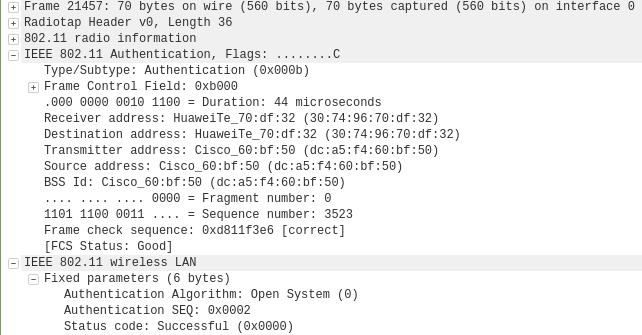 Frame 21457: 70 bytes on wire (560 bits), 70 bytes captured (560 bits) on interface 0
Radiotap Header v0, Length 36
802.11 radio information
IEEE 802.11 Authentication, Flags: ........C
Type/Subtype: Authentication (0x000b)
Frame Control Field: 0xb000
.000 0000 0010 1100 = Duration: 44 microseconds
Receiver address: HuaweiTe_70:df:32 (30:74:96:70:df:32)
Destination address: HuaweiTe_70:df:32 (30:74:96:70:df:32)
Transmitter address: Cisco_60:bf:50 (dc:a5:f4:60:bf:50)
Source address: Cisco_60:bf:50 (dc:a5:f4:60:bf:50)
BSS Id: Cisco_60:bf:50 (dc:a5:f4:60:bf:50)
.... .... .... 0000 = Fragment number: 0
1101 1100 0011 .... = Sequence number: 3523
Frame check sequence: 0xd811f3e6 [correct]
[FCS Status: Good]
IEEE 802.11 wireless LAN
Fixed parameters (6 bytes)
Authentication Algorithm: Open System (0)
Authentication SEQ: 0x0002
Status code: Successful (0x0000)